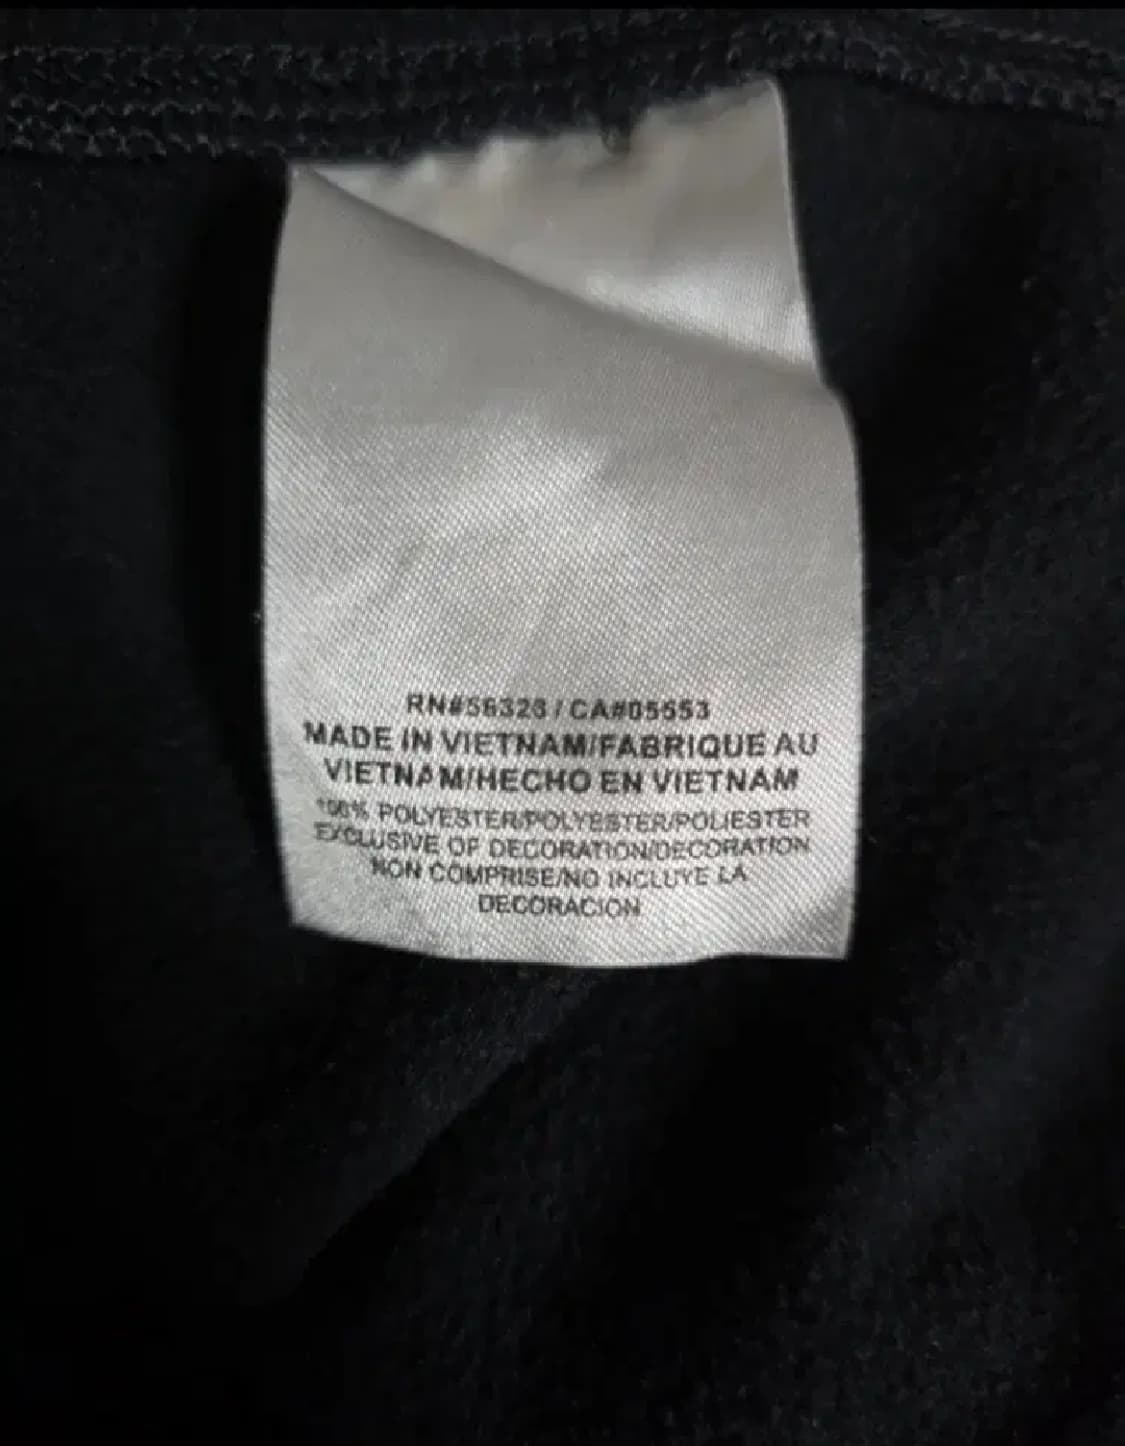 RN#56323 / CA#05553
MADE IN VIETNAM/FABRIQUE AU
VIETNAM/HECHO EN VIETNAM
100% POLYESTER/POLYESTER/POLIESTER
EXCLUSIVE OF DECORATION/DECORATION
NON COMPRISE/NO INCLUYE LA
DECORACION